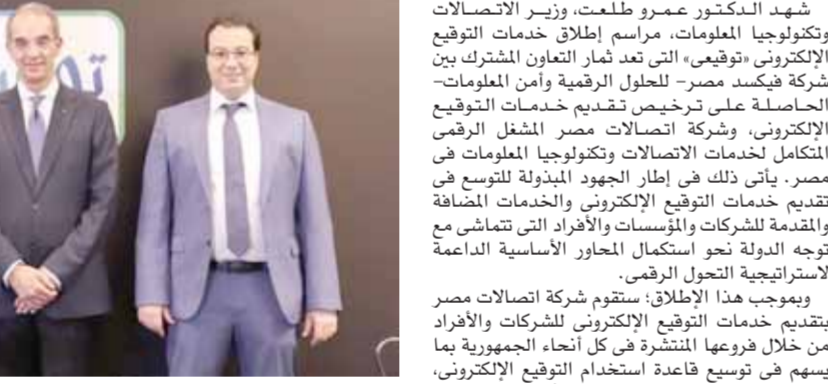 شهد الدكتور عمرو طلعت، وزير الاتصالات
وتكنولوجيا المعلومات، مراسم إطلاق خدمات التوقيع
الإلكترونى «توقيعى» التى تعد ثمار التعاون المشترك بين
شركة فيكسد مصر– للحلول الرقمية وأمن المعلومات–
الحاصلة على ترخيص تقديم خدمات التوقيع
الإلكترونى، وشركة اتصالات مصر المشغل الرقمى
المتكامل لخدمات الاتصالات وتكنولوجيا المعلومات فى
مصر. يأتى ذلك فى إطار الجهود المبذولة للتوسع فى
تقديم خدمات التوقيع الإلكترونى والخدمات المضافة
والمقدمة للشركات والمؤسسات والأفراد التى تتماشى مع
توجه الدولة نحو استكمال المحاور الأساسية الداعمة
لاستراتيجية التحول الرقمى.
وبموجب هذا الإطلاق؛ ستقوم شركة اتصالات مصر
بتقديم خدمات التوقيع الإلكترونى للشركات والأفراد
من خلال فروعها المنتشرة فى كل أنحاء الجمهورية بما
يسهم فى توسيع قاعدة استخدام التوقيع الإلكترونى،